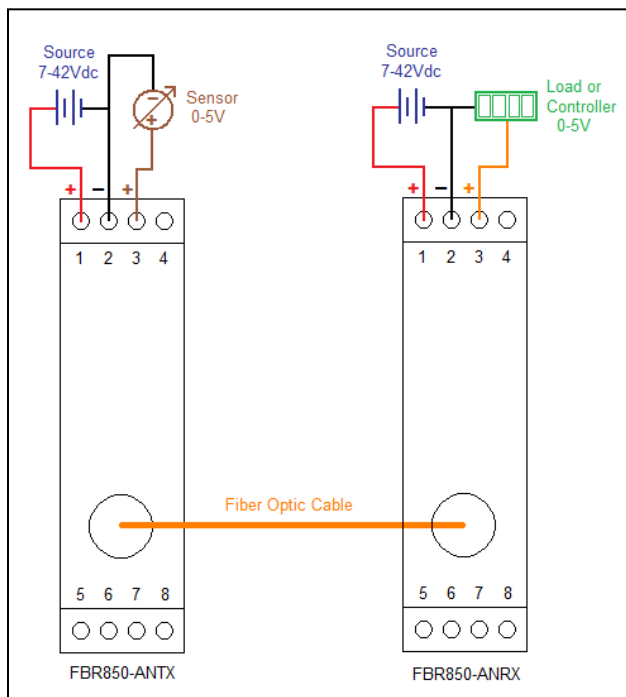 Source
7-42Vdc
Sensor
0-5V
+ – +
1 2 3 4
Fiber Optic Cable
5 6 7 8
FBR850-ANTX
Source
7-42Vdc
Load or
Controller
0-5V
+ – +
1 2 3 4
5 6 7 8
FBR850-ANRX